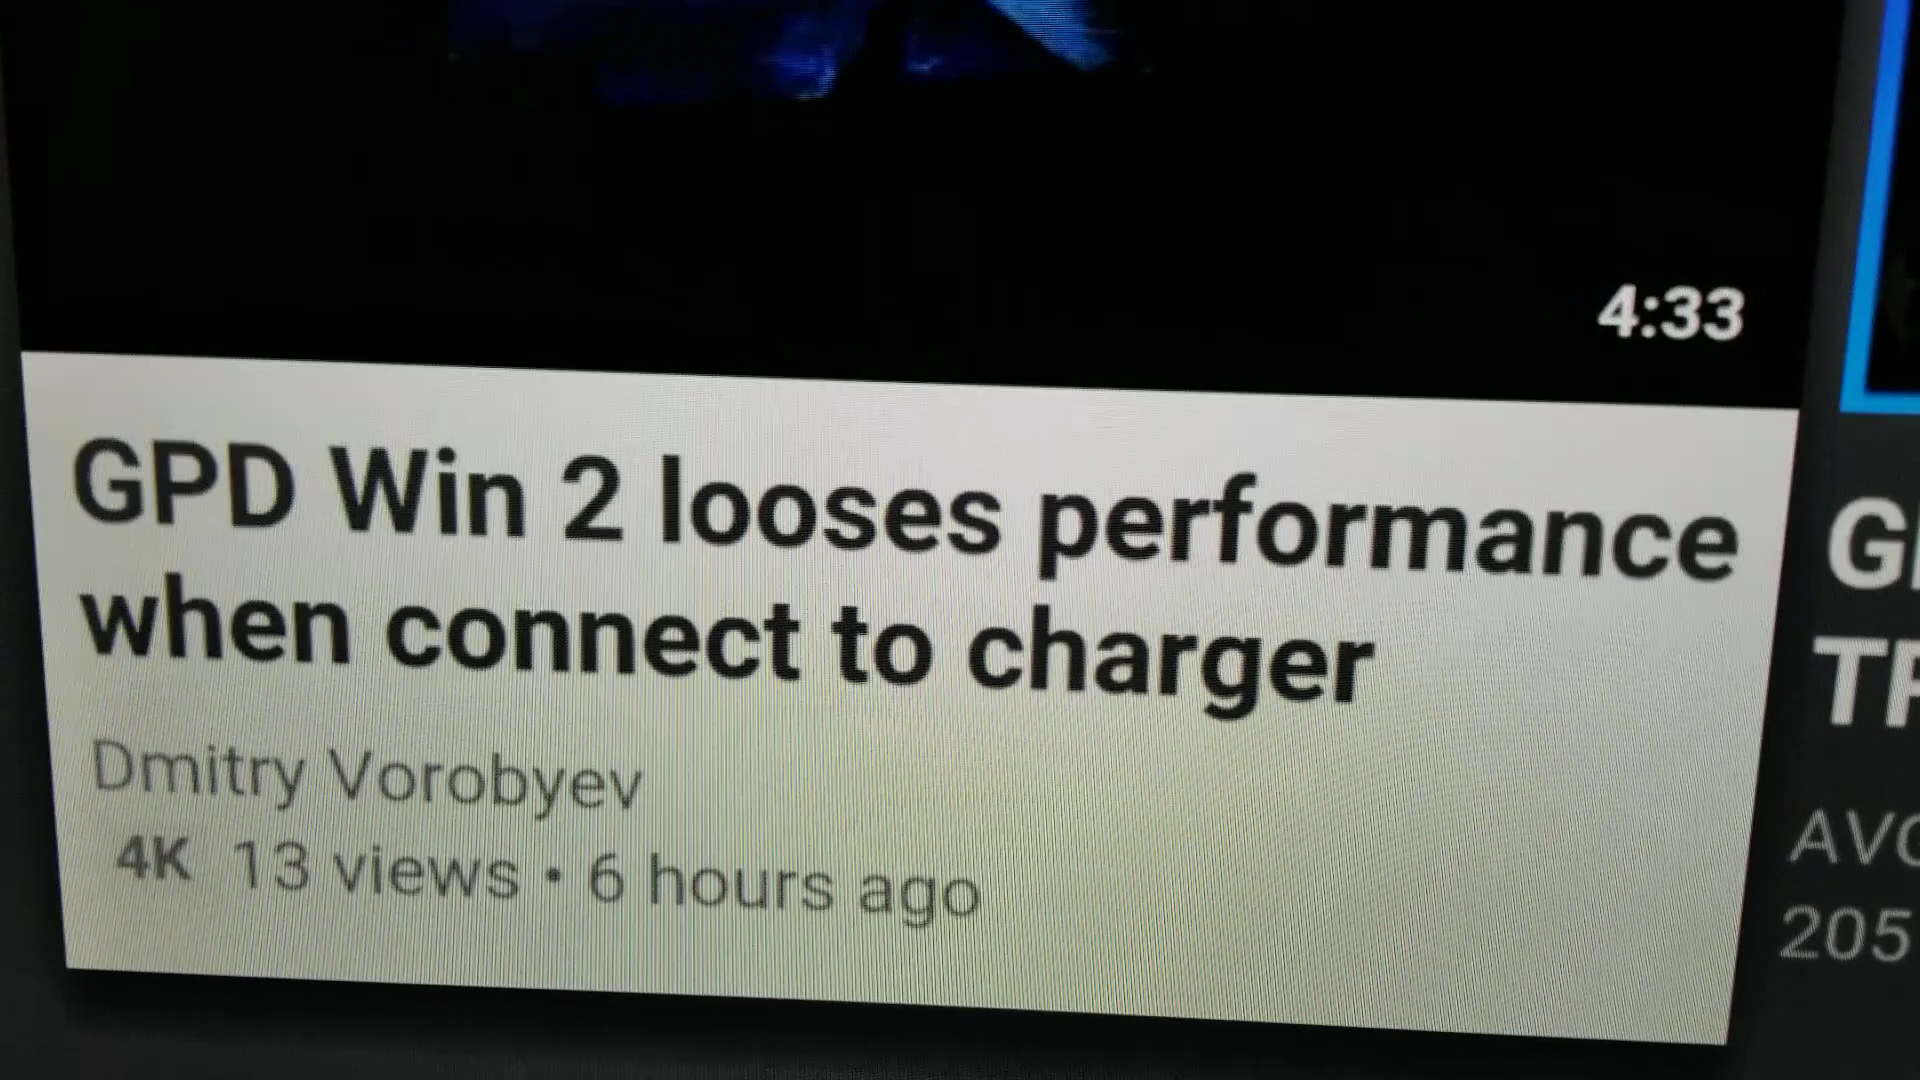 4:33
GPD Win 2 looses performance
when connect to charger
Dmitry Vorobyev
4K 13 views • 6 hours ago
205